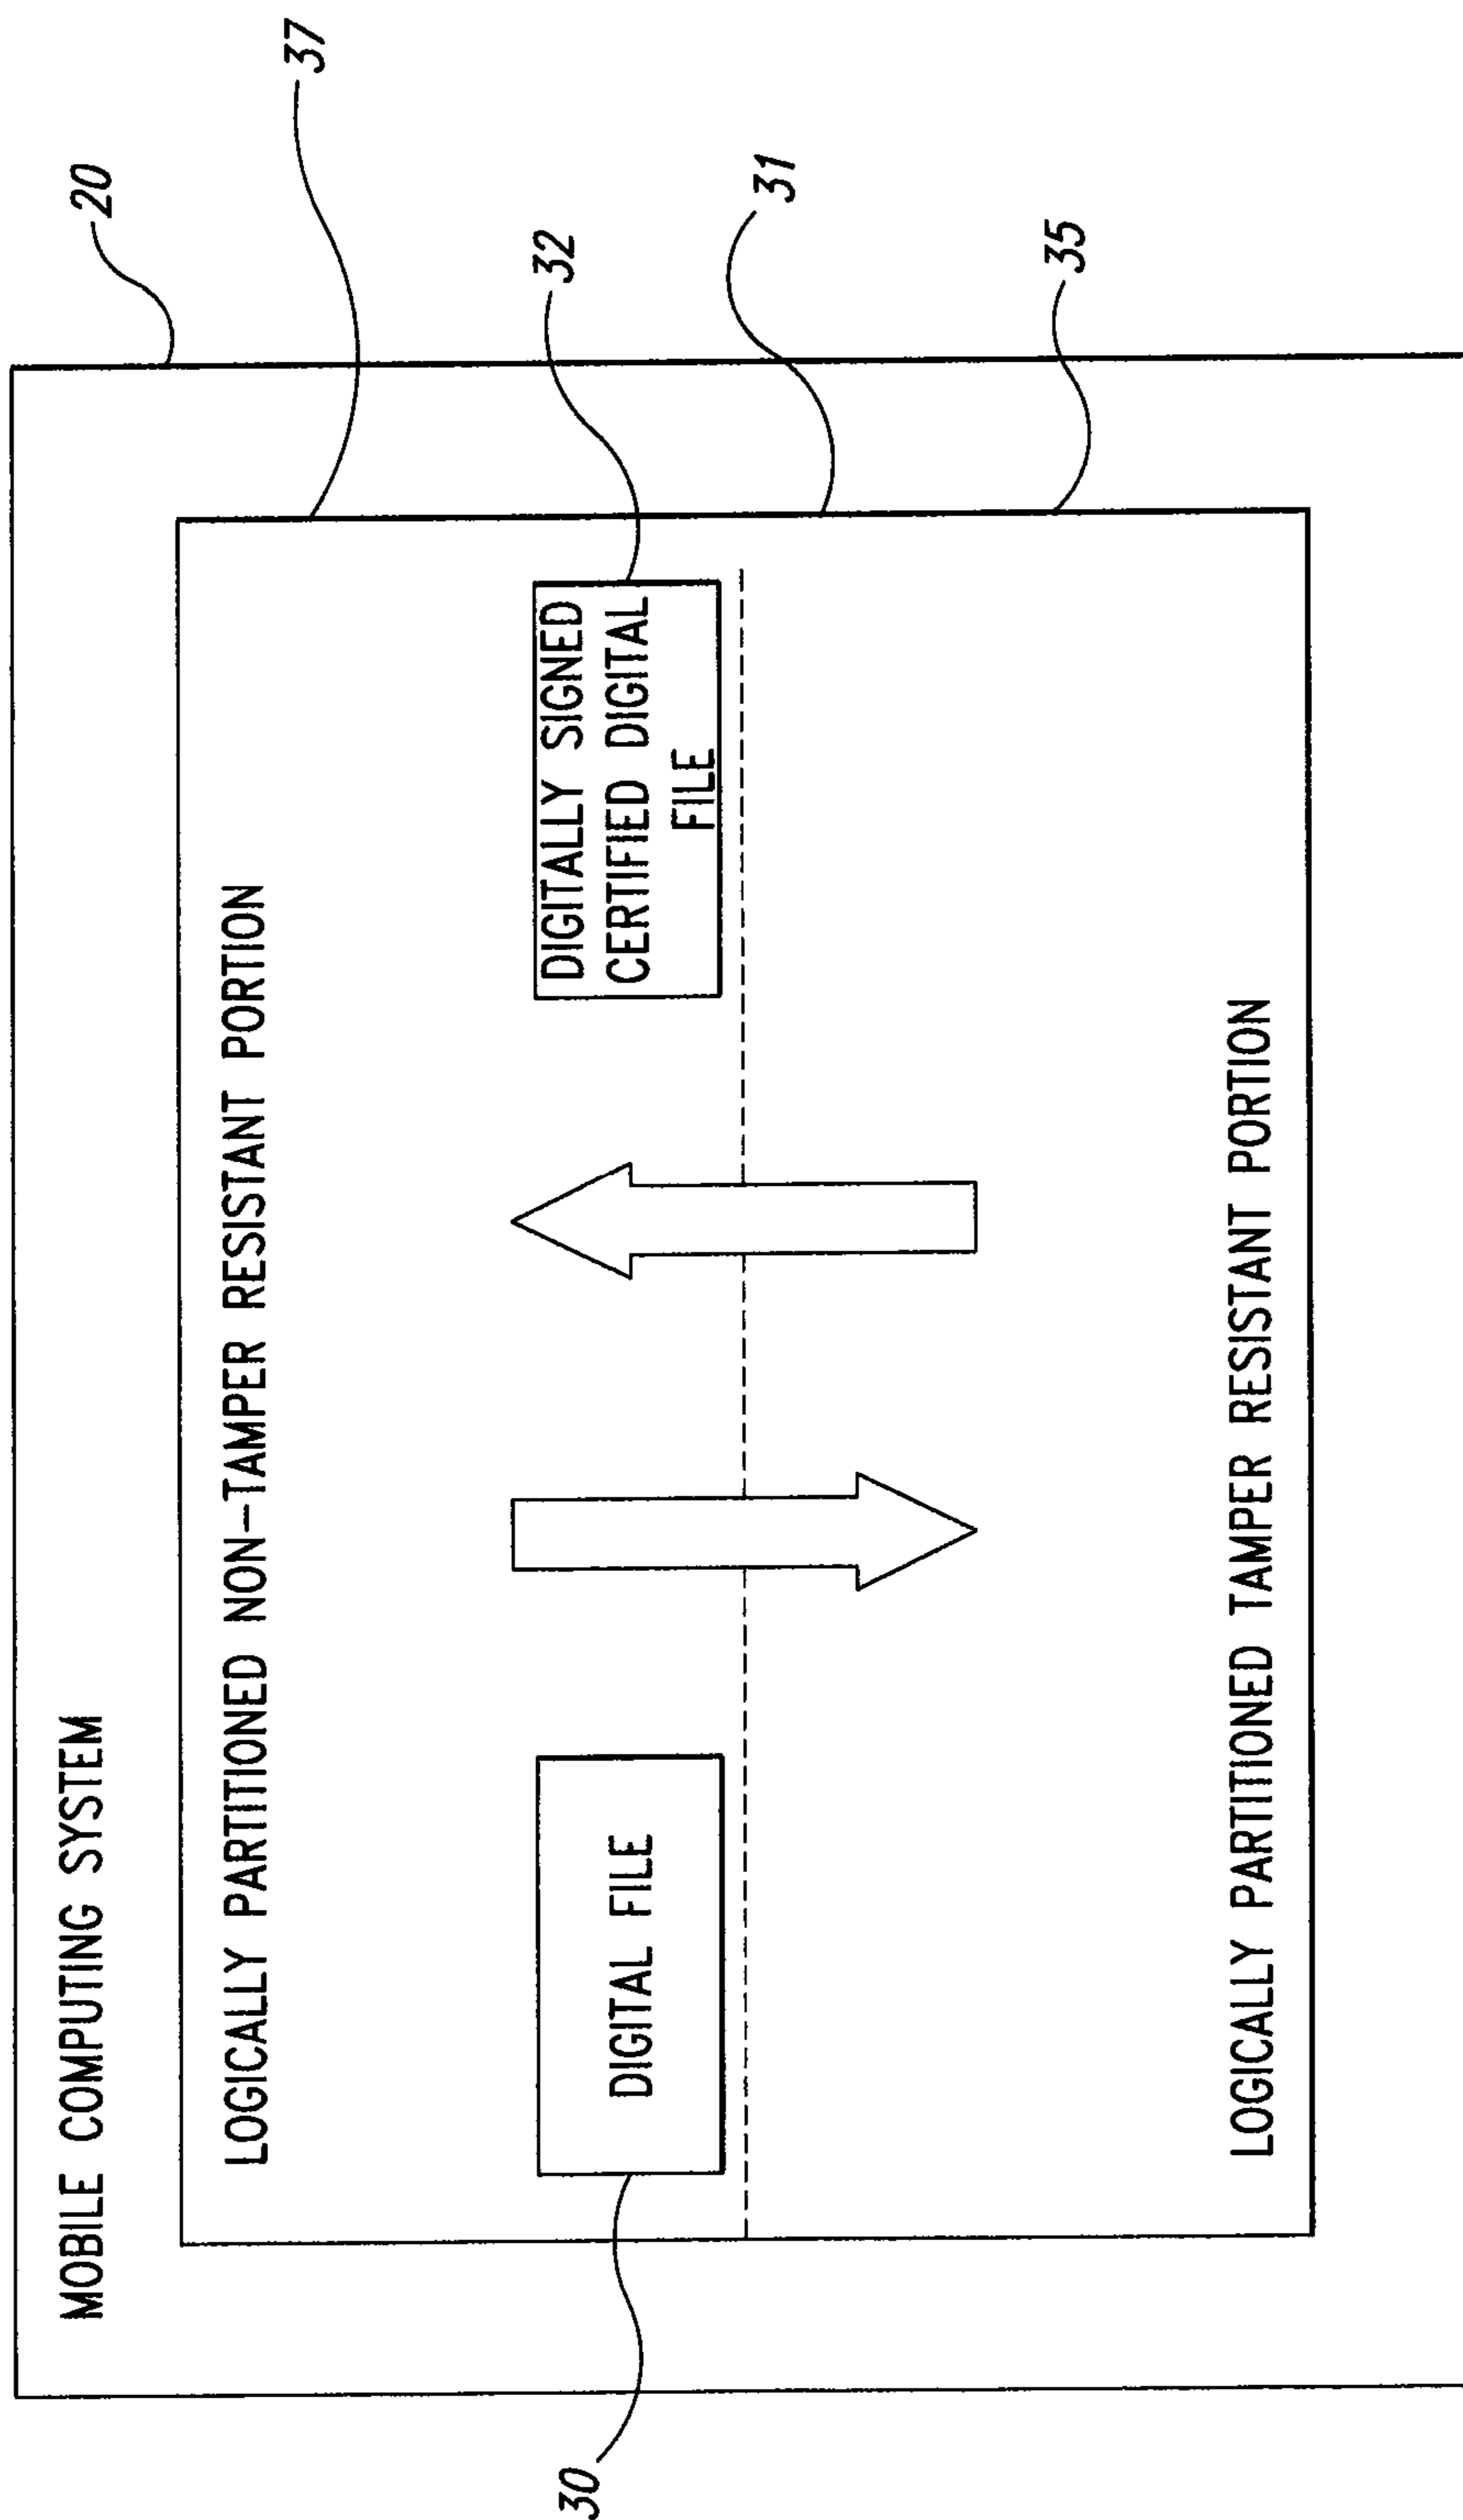 MOBILE COMPUTING SYSTEM
20
37
LOGICALLY PARTITIONED NON-TAMPER RESISTANT PORTION
30
DIGITAL FILE
DIGITALLY SIGNED
CERTIFIED DIGITAL
FILE
32
31
35
LOGICALLY PARTITIONED TAMPER RESISTANT PORTION